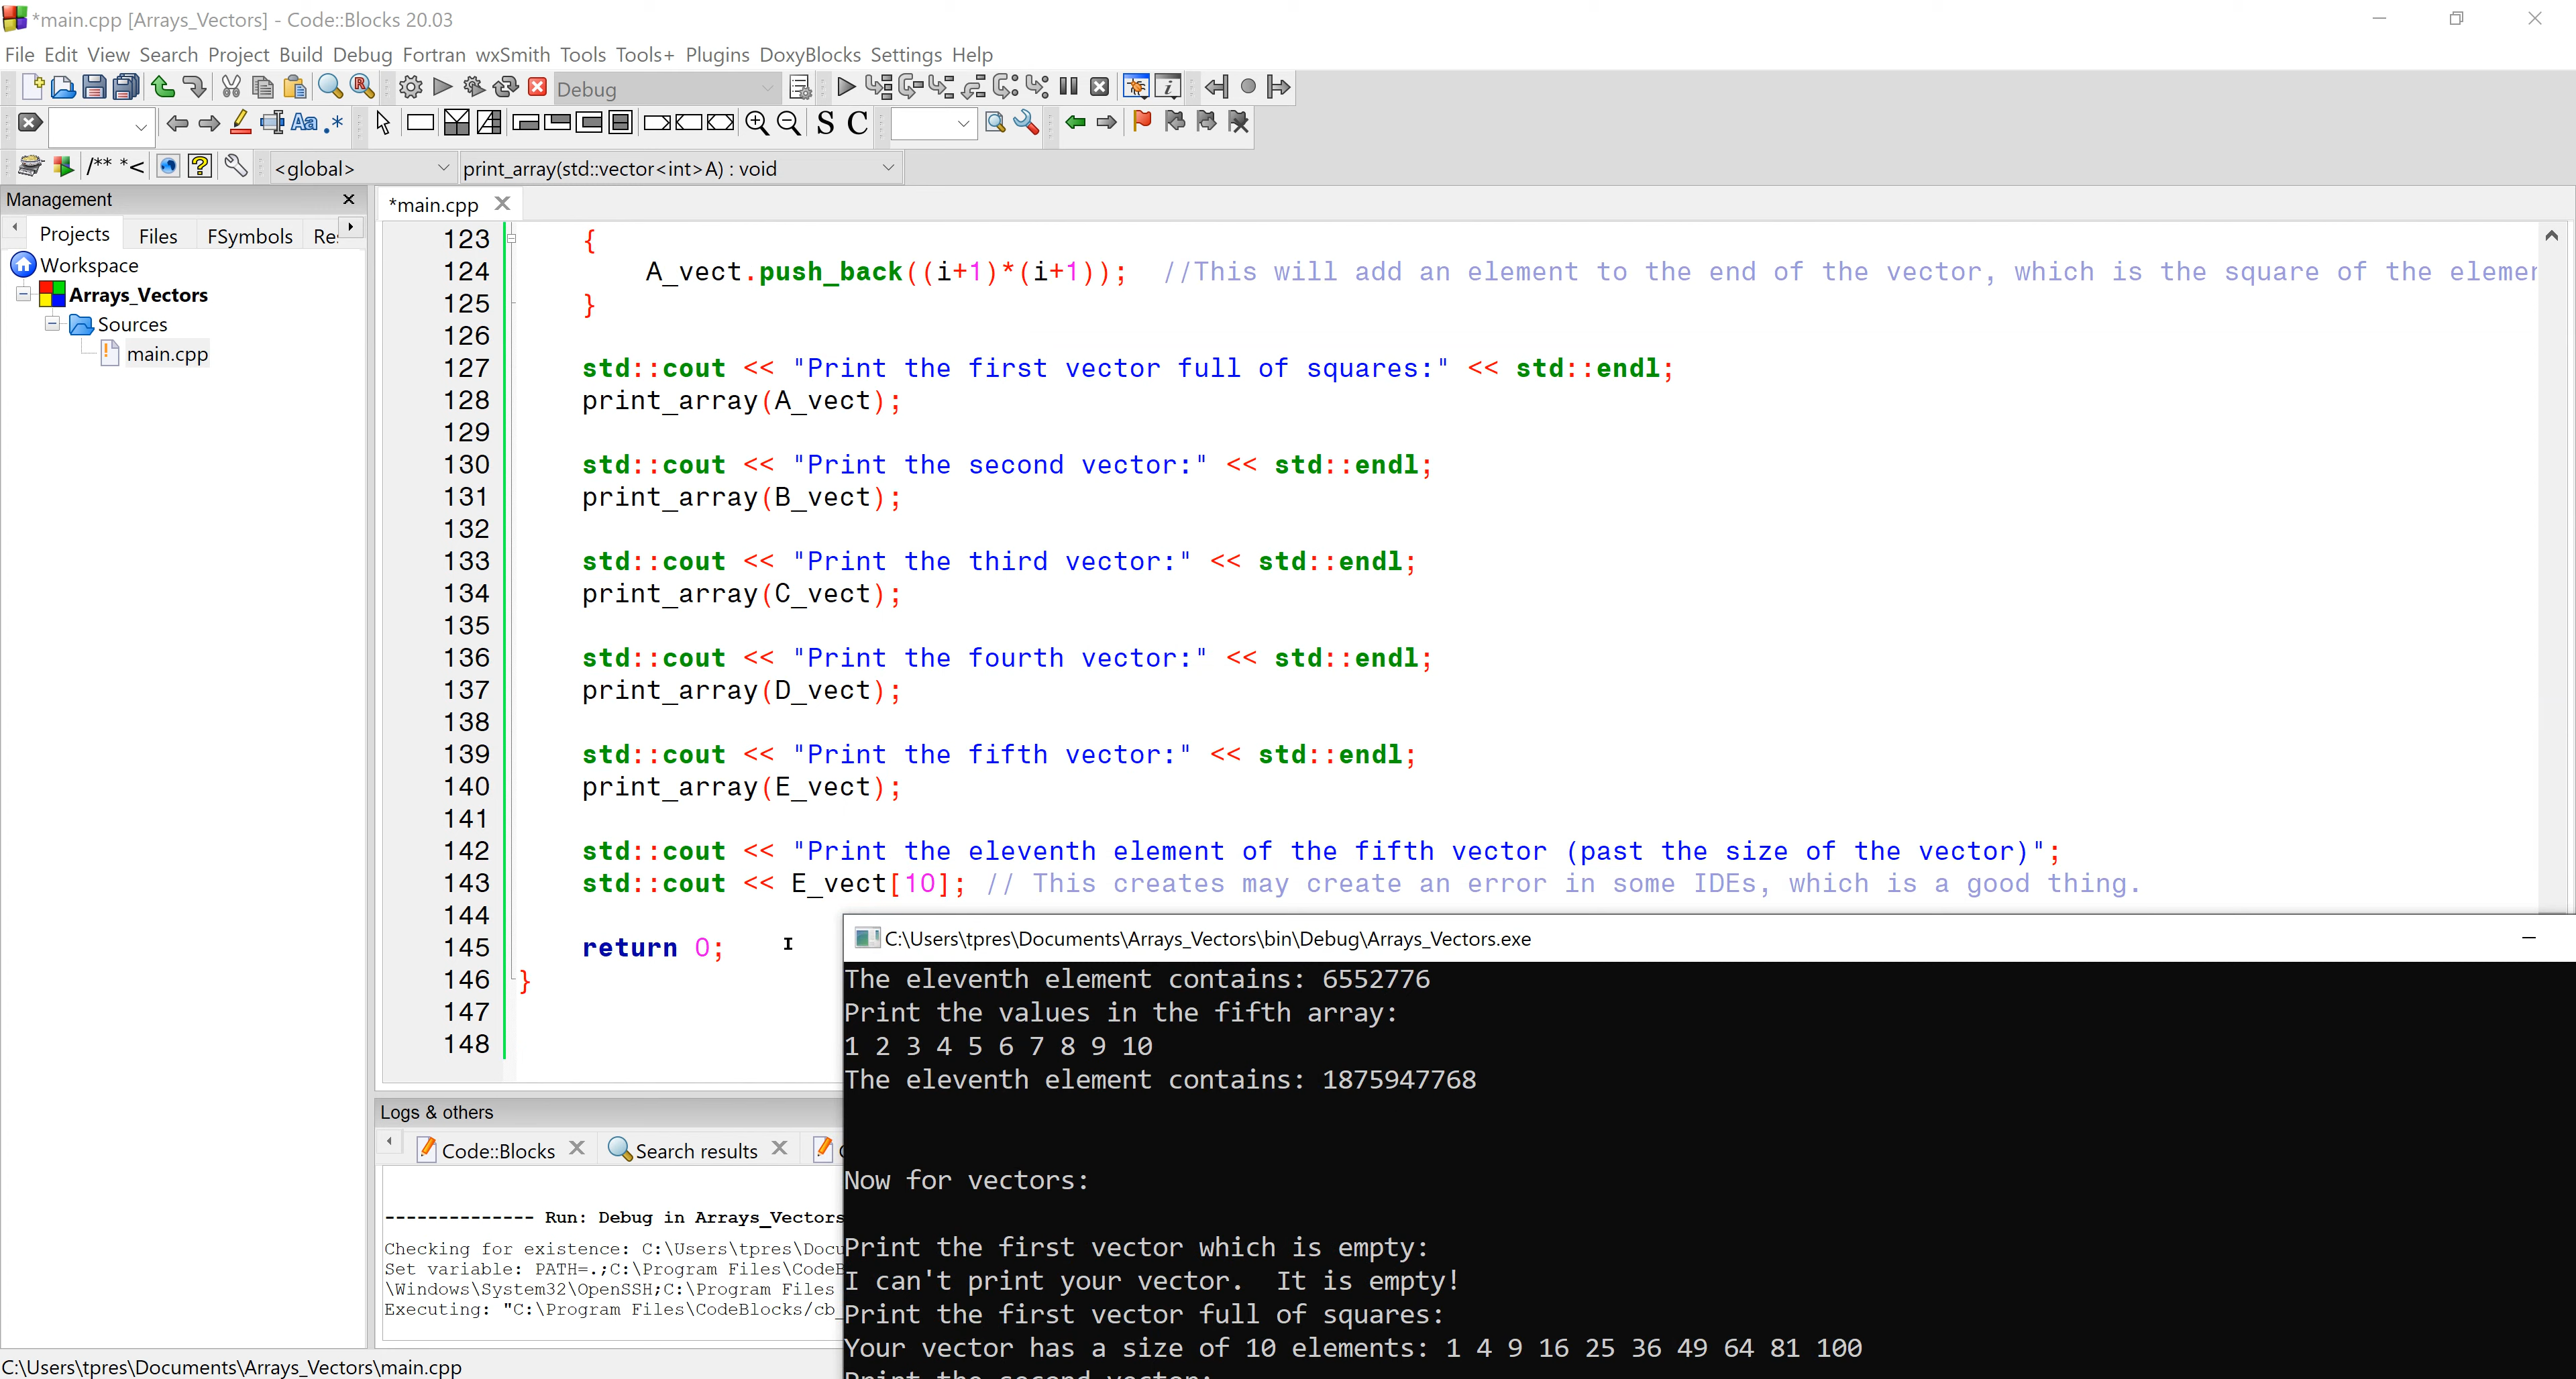 *main.cpp [Arrays_Vectors] - Code::Blocks 20.03
File Edit View Search Project Build Debug Fortran wxSmith Tools Tools+ Plugins DoxyBlocks Settings Help
Debug
Aa .*
S C
/** *< <global> print_array(std::vector<int>A) : void
Management
Projects Files FSymbols Re
Workspace
Arrays_Vectors
Sources
main.cpp
*main.cpp
123 {
124 A_vect.push_back((i+1)*(i+1)); //This will add an element to the end of the vector, which is the square of the elemen
125 }
126
127 std::cout << "Print the first vector full of squares:" << std::endl;
128 print_array(A_vect);
129
130 std::cout << "Print the second vector:" << std::endl;
131 print_array(B_vect);
132
133 std::cout << "Print the third vector:" << std::endl;
134 print_array(C_vect);
135
136 std::cout << "Print the fourth vector:" << std::endl;
137 print_array(D_vect);
138
139 std::cout << "Print the fifth vector:" << std::endl;
140 print_array(E_vect);
141
142 std::cout << "Print the eleventh element of the fifth vector (past the size of the vector)";
143 std::cout << E_vect[10]; // This creates may create an error in some IDEs, which is a good thing.
144
145 return 0;
146 }
147
148
Logs & others
Code::Blocks Search results
-------------- Run: Debug in Arrays_Vectors
Checking for existence: C:\Users\tpres\Docu
Set variable: PATH=.;C:\Program Files\CodeB
\Windows\System32\OpenSSH;C:\Program Files
Executing: "C:\Program Files\CodeBlocks/cb_
C:\Users\tpres\Documents\Arrays_Vectors\bin\Debug\Arrays_Vectors.exe
The eleventh element contains: 6552776
Print the values in the fifth array:
1 2 3 4 5 6 7 8 9 10
The eleventh element contains: 1875947768
Now for vectors:
Print the first vector which is empty:
I can't print your vector.  It is empty!
Print the first vector full of squares:
Your vector has a size of 10 elements: 1 4 9 16 25 36 49 64 81 100
Print the second vector:
C:\Users\tpres\Documents\Arrays_Vectors\main.cpp